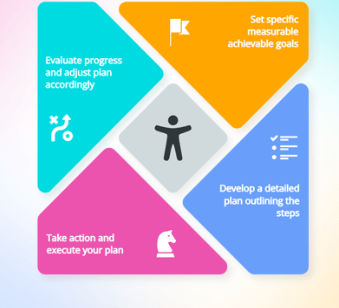 Set specific
measurable
achievable goals
Evaluate progress
and adjust plan
accordingly
Develop a detailed
plan outlining the
steps
Take action and
execute your plan